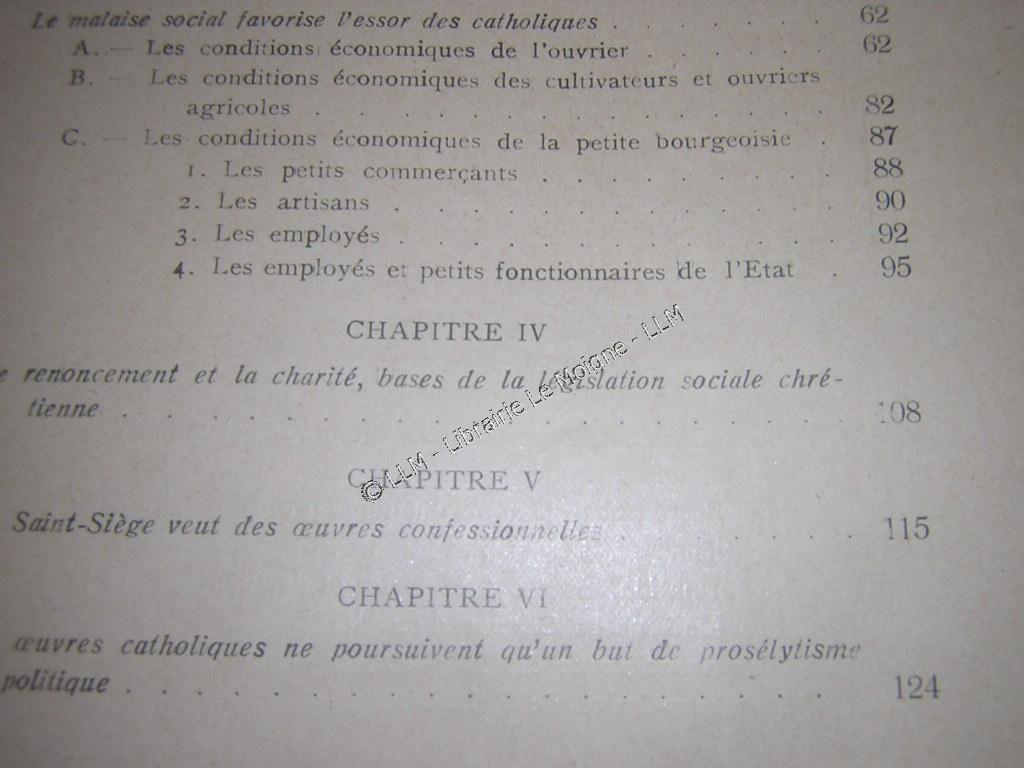 Le malaise social favorise l'essor des catholiques . . . . . . 62
A. — Les conditions économiques de l'ouvrier . . . . . . 62
B. — Les conditions économiques des cultivateurs et ouvriers
agricoles . . . . . . . . . . . . . . . . 82
C. — Les conditions économiques de la petite bourgeoisie . 87
1. Les petits commerçants . . . . . . . . . . 88
2. Les artisans . . . . . . . . . . . . . 90
3. Les employés . . . . . . . . . . . . 92
4. Les employés et petits fonctionnaires de l'Etat . 95
CHAPITRE IV
e renoncement et la charité, bases de la législation sociale chré-
tienne . . . . . . . . . . . . . . . . 108
CHAPITRE V
Saint-Siège veut des œuvres confessionnelles . . . . . . . 115
CHAPITRE VI
œuvres catholiques ne poursuivent qu'un but de prosélytisme
politique . . . . . . . . . . . . . . . 124
© LLM - Librairie Le Moigne - LLM